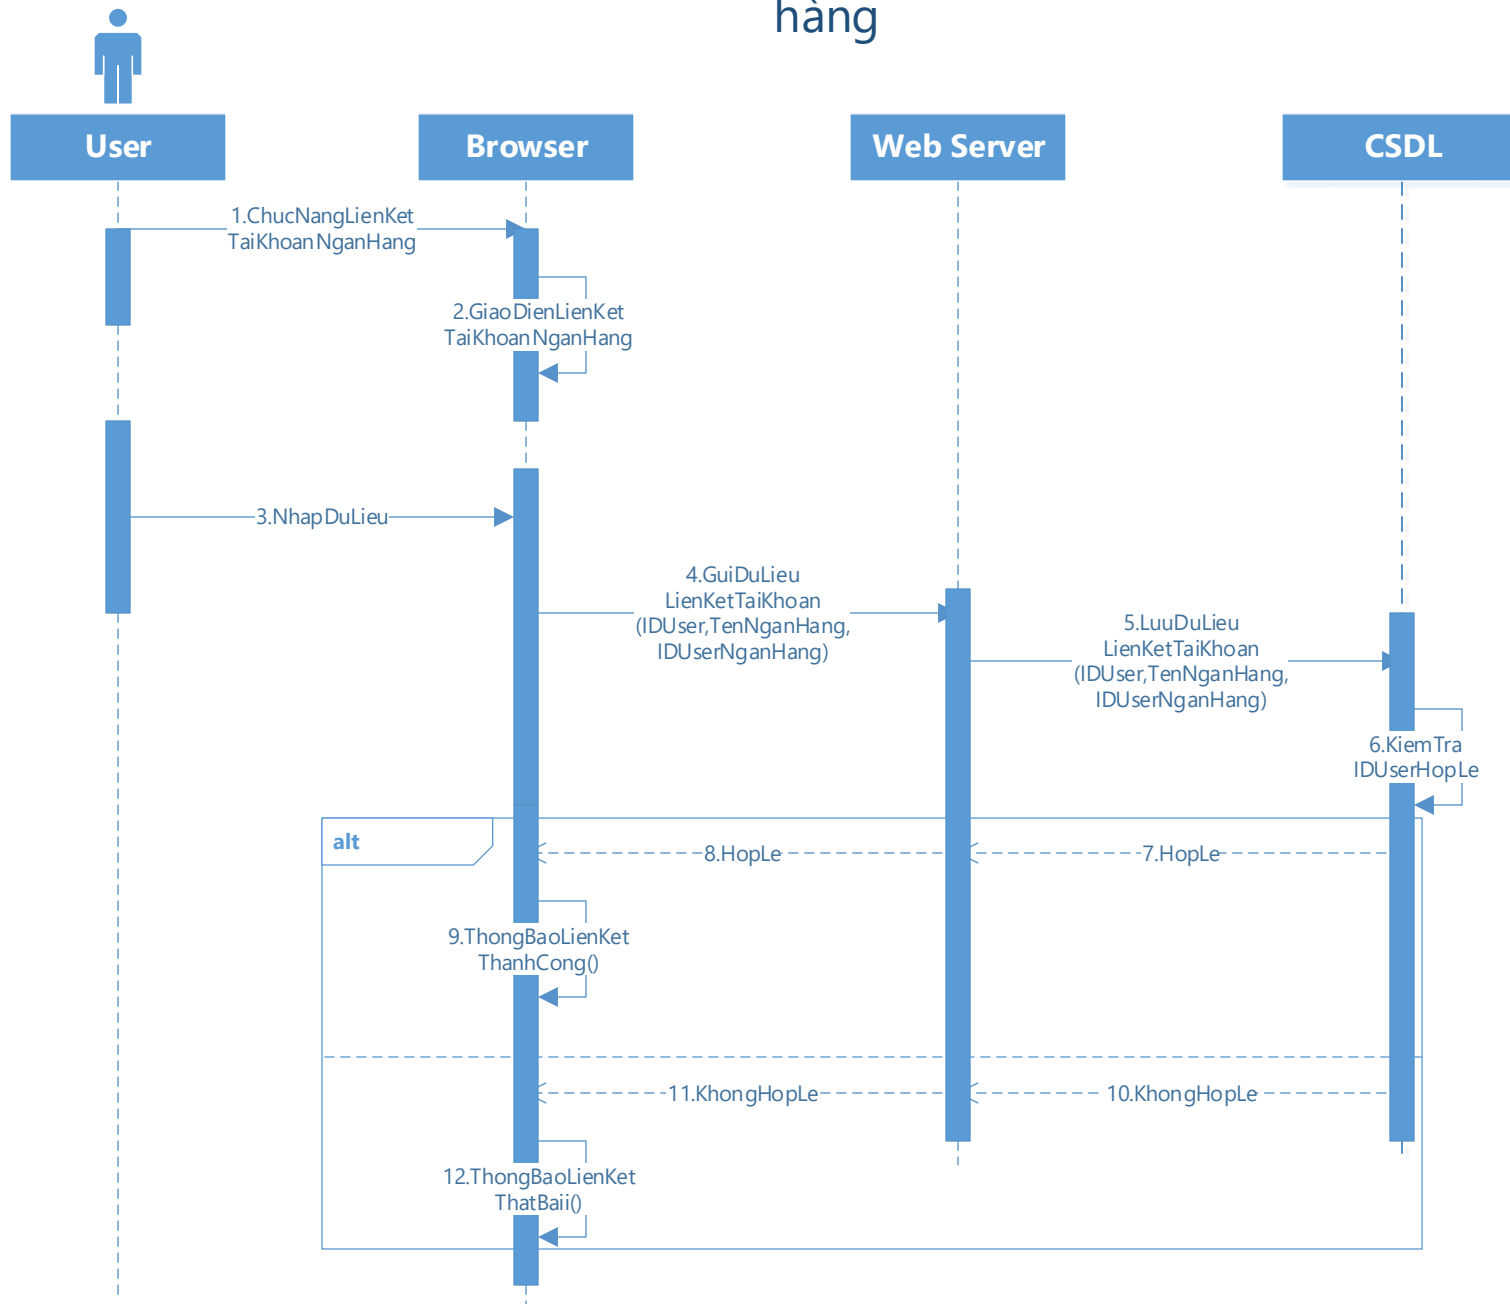 hàng
User
Browser
Web Server
CSDL
1.ChucNangLienKet
TaiKhoanNganHang
2.GiaoDienLienKet
TaiKhoanNganHang
3.NhapDuLieu
4.GuiDuLieu
LienKetTaiKhoan
(IDUser,TenNganHang,
IDUserNganHang)
5.LuuDuLieu
LienKetTaiKhoan
(IDUser,TenNganHang,
IDUserNganHang)
6.KiemTra
IDUserHopLe
alt
8.HopLe
7.HopLe
9.ThongBaoLienKet
ThanhCong()
11.KhongHopLe
10.KhongHopLe
12.ThongBaoLienKet
ThatBaii()